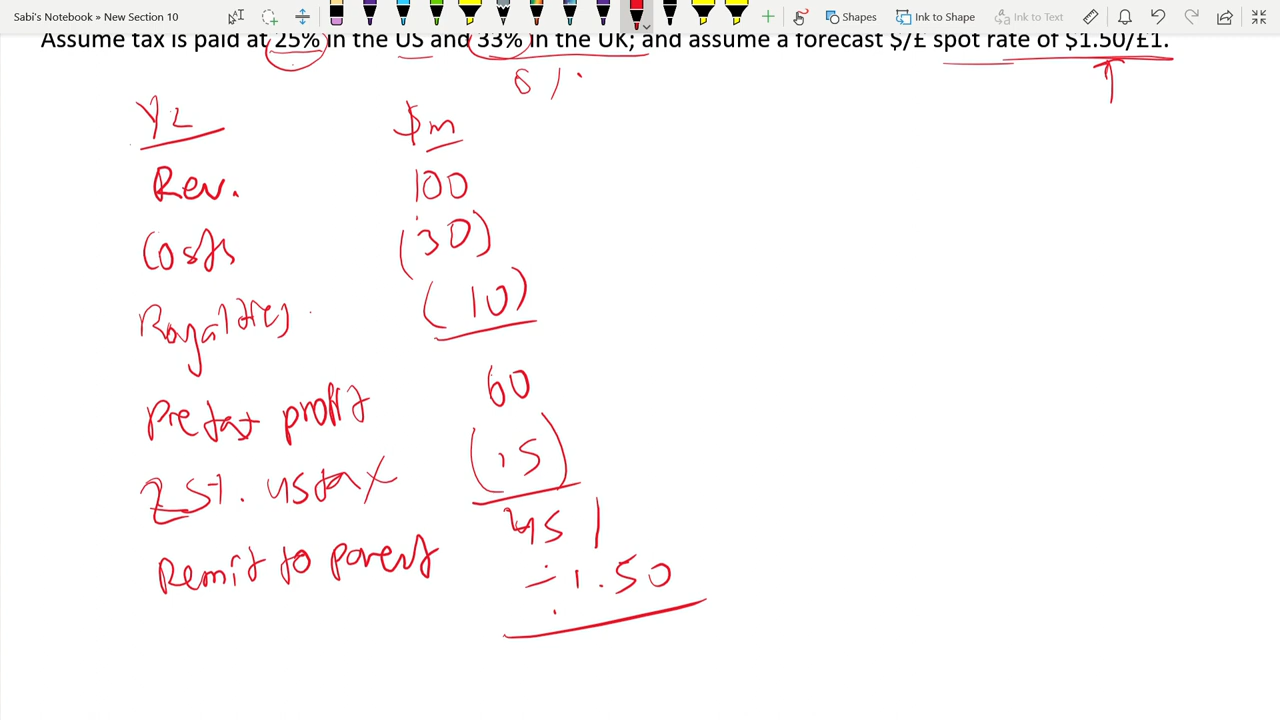 Sabi's Notebook » New Section 10
Shapes
Ink to Shape
Ink to Text
Assume tax is paid at 25% in the US and 33% in the UK; and assume a forecast $/£ spot rate of $1.50/£1.
Y2 $m
Rev. 100
Costs (30)
Royalties (10)
60
Pretax profit
Est. US tax (15)
45
Remit to parent ÷1.50